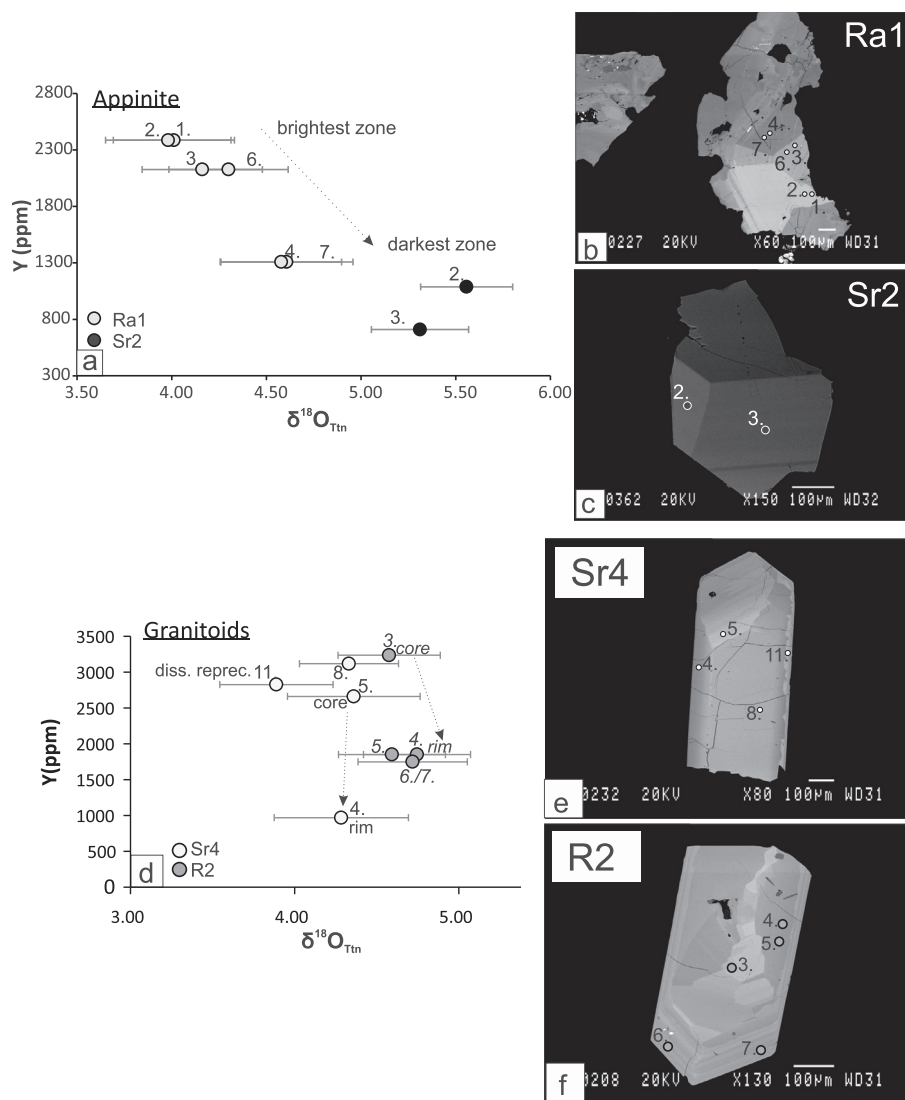 Appinite
2800
2300
1800
1300
800
300
Y (ppm)
2. 1.
3. 6.
4. 7.
2.
3.
brightest zone
darkest zone
Ra1
Sr2
a
3.50 4.00 4.50 5.00 5.50 6.00
δ¹⁸O_Ttn
Ra1
4.
7.
3.
6.
2.
1
b
0227 20KV X60 100µm WD31
Sr2
2.
3.
c
0362 20KV X150 100µm WD32
Granitoids
3500
3000
2500
2000
1500
1000
500
0
Y(ppm)
3. core
diss. reprec. 11
8.
5.
core
5. 4. rim
6./7.
4.
rim
Sr4
R2
d
3.00 4.00 5.00
δ¹⁸O_Ttn
Sr4
5.
4.
11.
8.
e
0232 20KV X80 100µm WD31
R2
4.
5.
3.
6.
7.
f
0208 20KV X130 100µm WD31